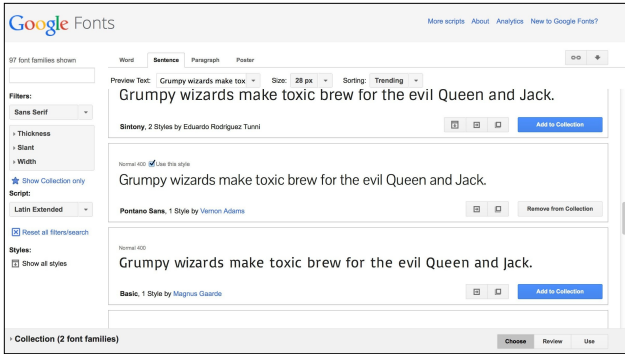 Google Fonts
More scripts About Analytics New to Google Fonts?
97 font families shown
Word Sentence Paragraph Poster
Preview Text: Grumpy wizards make tox Size: 28 px Sorting: Trending
Filters:
Sans Serif
Thickness
Slant
Width
Show Collection only
Script:
Latin Extended
Reset all filters/search
Styles:
Show all styles
Grumpy wizards make toxic brew for the evil Queen and Jack.
Sintony, 2 Styles by Eduardo Rodriguez Tunni
Add to Collection
Normal 400 Use this style
Grumpy wizards make toxic brew for the evil Queen and Jack.
Pontano Sans, 1 Style by Vernon Adams
Remove from Collection
Normal 400
Grumpy wizards make toxic brew for the evil Queen and Jack.
Basic, 1 Style by Magnus Gaarde
Add to Collection
Collection (2 font families)
Choose Review Use